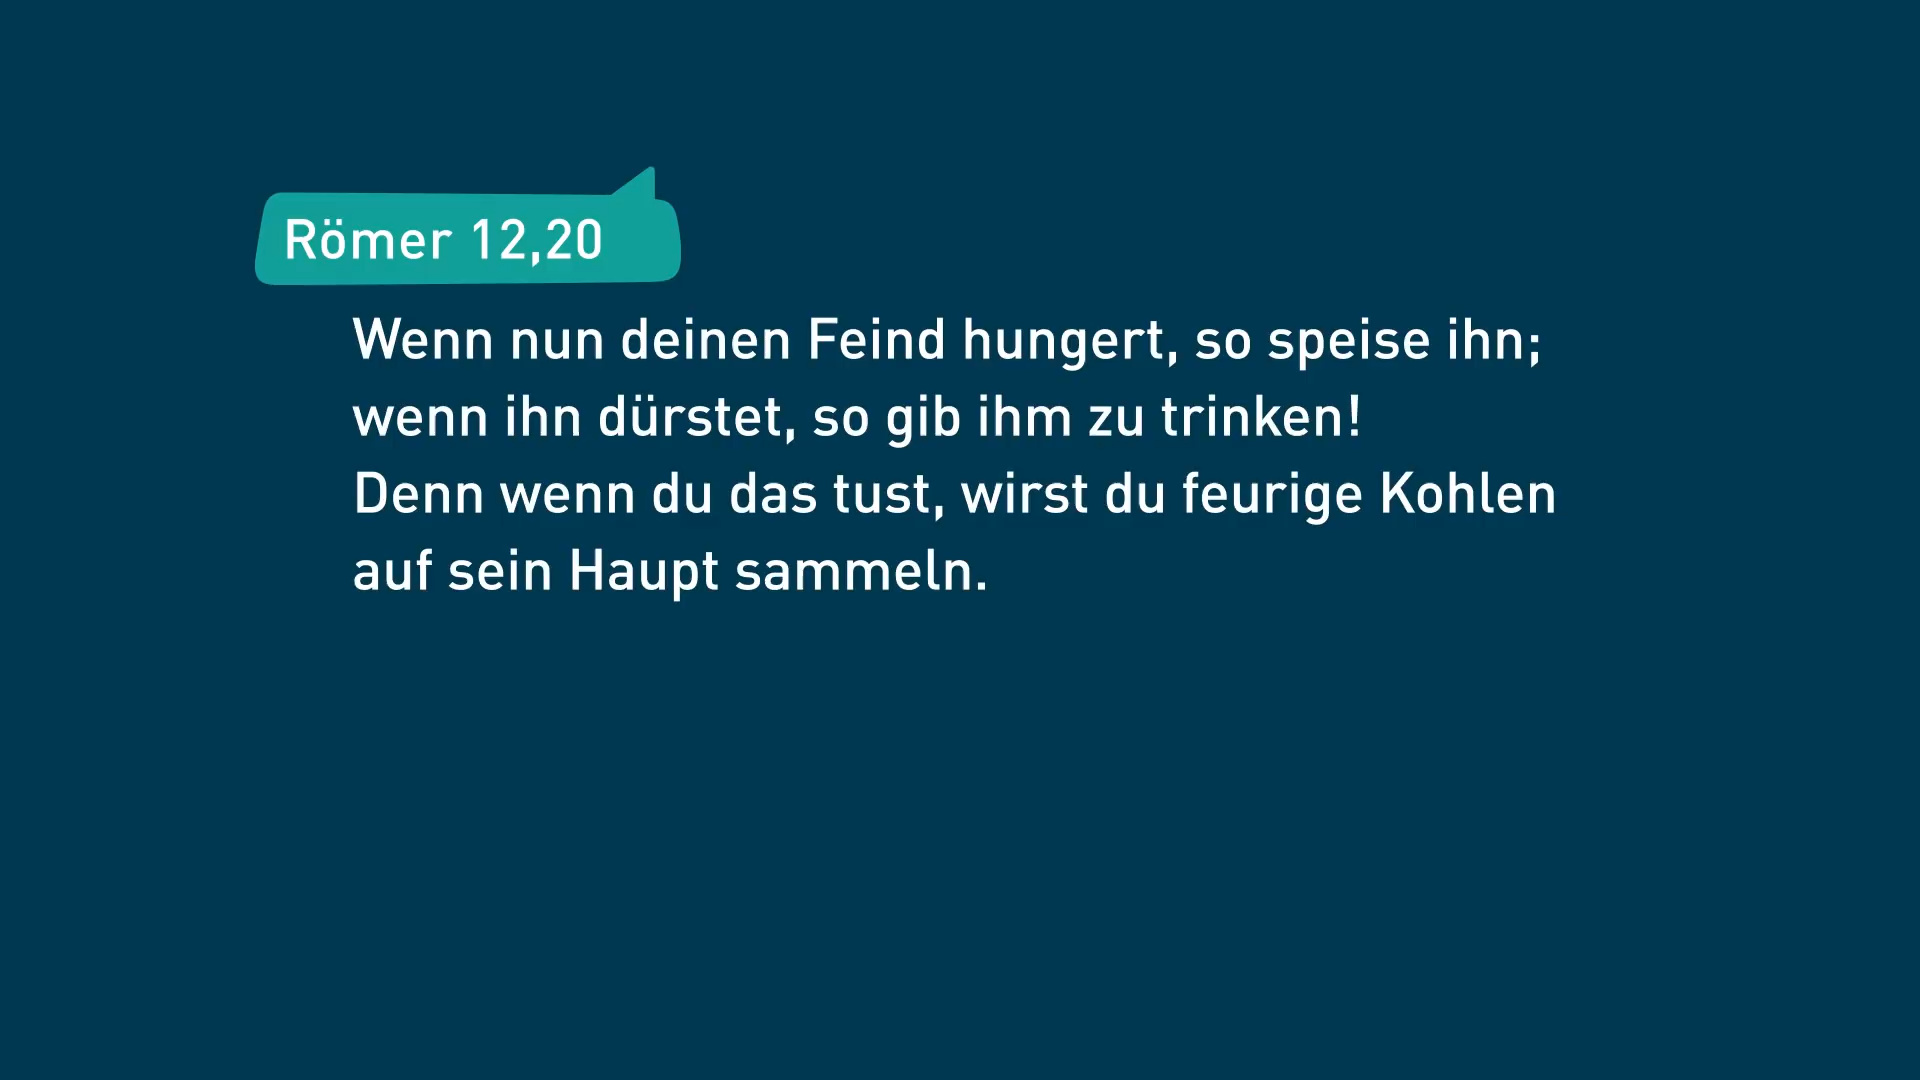 Römer 12,20
Wenn nun deinen Feind hungert, so speise ihn;
wenn ihn dürstet, so gib ihm zu trinken!
Denn wenn du das tust, wirst du feurige Kohlen
auf sein Haupt sammeln.